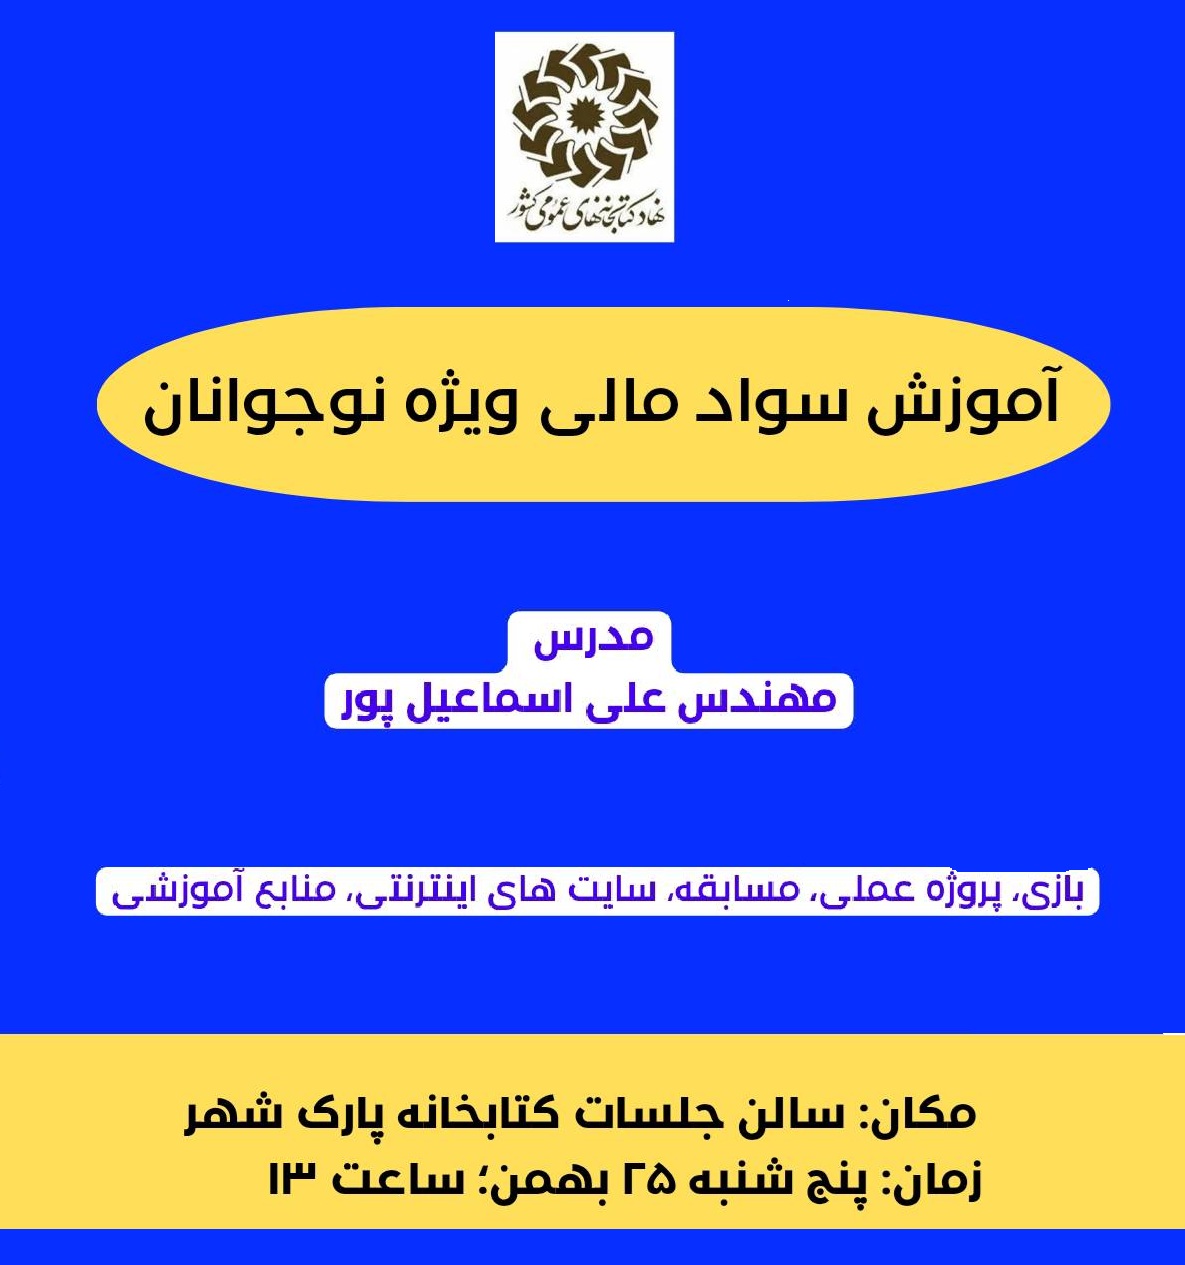 نهاد کتابخانه‌های عمومی کشور
آموزش سواد مالی ویژه نوجوانان
مدرس
مهندس علی اسماعیل پور
بازی، پروژه عملی، مسابقه، سایت های اینترنتی، منابع آموزشی
مکان: سالن جلسات کتابخانه پارک شهر
زمان: پنج شنبه ۲۵ بهمن؛ ساعت ۱۳